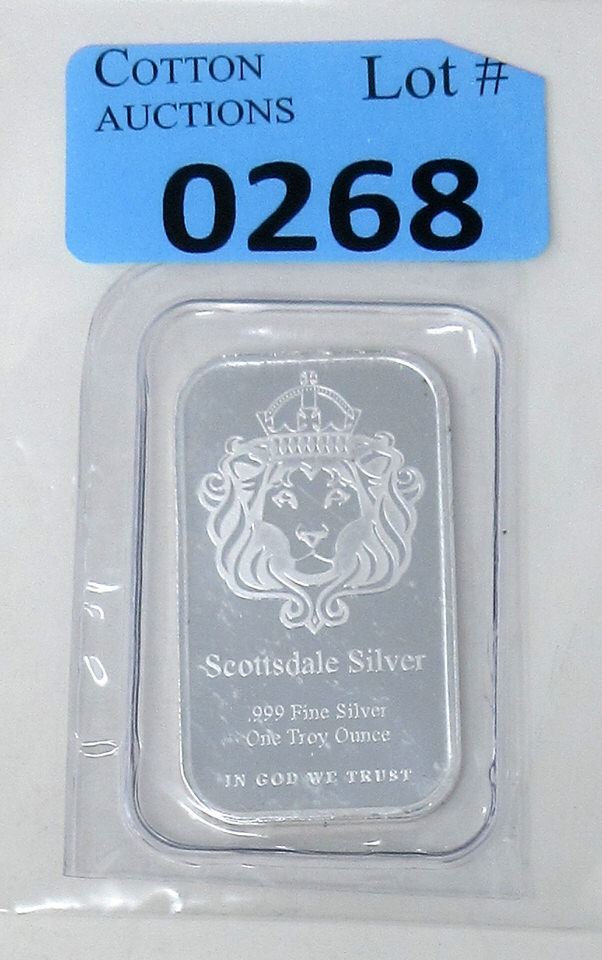 COTTON
AUCTIONS
Lot #
0268
Scottsdale Silver
.999 Fine Silver
One Troy Ounce
IN GOD WE TRUST